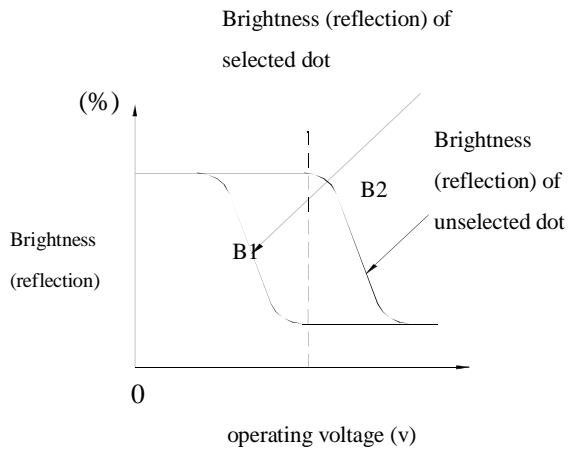 Brightness (reflection) of
selected dot
(%)
Brightness
(reflection) of
unselected dot
B2
B1
Brightness
(reflection)
0
operating voltage (v)